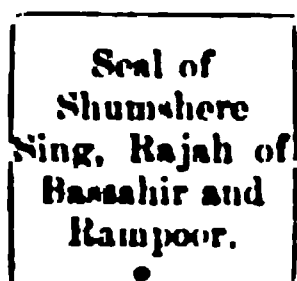 Seal of
Shumshere
Sing, Rajah of
Bassahir and
Rampoor.